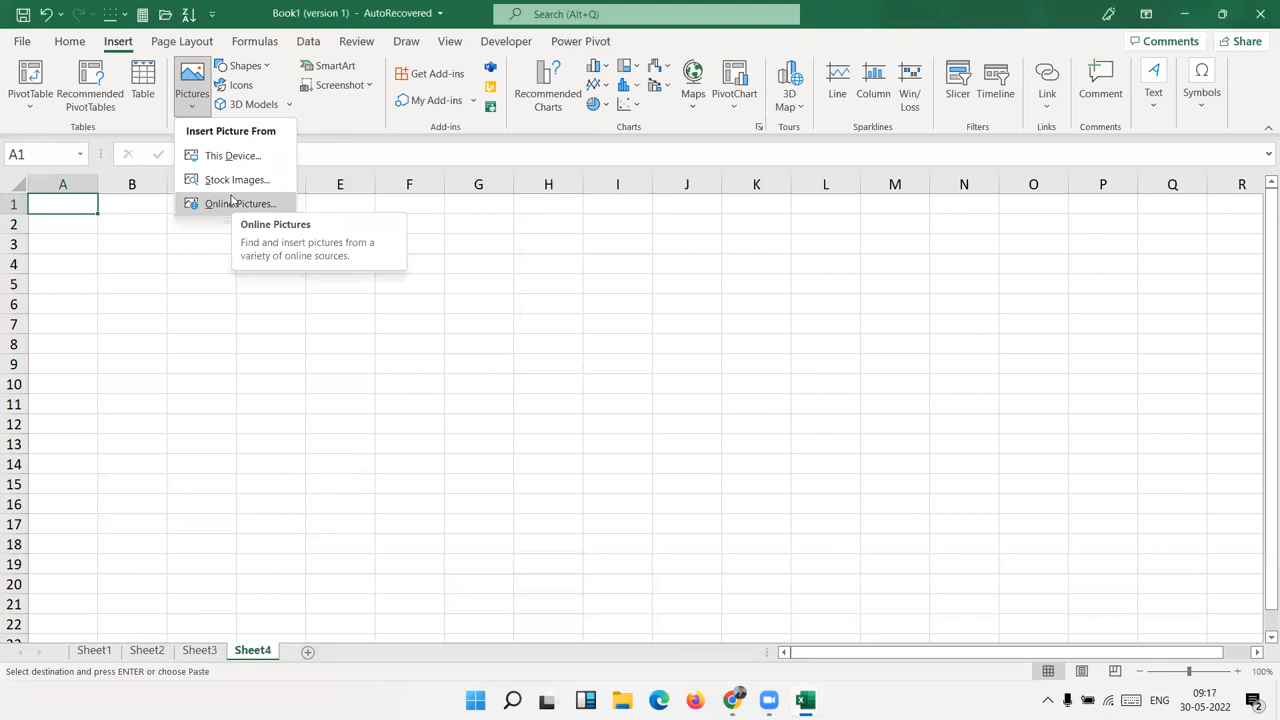 Book1 (version 1) - AutoRecovered
Search (Alt+Q)
File Home Insert Page Layout Formulas Data Review View Draw Developer Power Pivot
Comments Share
PivotTable
Recommended
PivotTables
Table
Tables
Pictures
Shapes
Icons
3D Models
SmartArt
Screenshot
Get Add-ins
My Add-ins
Add-ins
Recommended
Charts
Maps
PivotChart
Charts
3D
Map
Tours
Line
Column
Win/
Loss
Sparklines
Slicer
Timeline
Filters
Link
Links
Comment
Comments
Text
Symbols
Insert Picture From
This Device...
Stock Images...
Online Pictures...
Online Pictures
Find and insert pictures from a
variety of online sources.
A1
A B E F G H I J K L M N O P Q R
1
2
3
4
5
6
7
8
9
10
11
12
13
14
15
16
17
18
19
20
21
22
Sheet1 Sheet2 Sheet3 Sheet4
Select destination and press ENTER or choose Paste
100%
ENG
09:17
30-05-2022
2